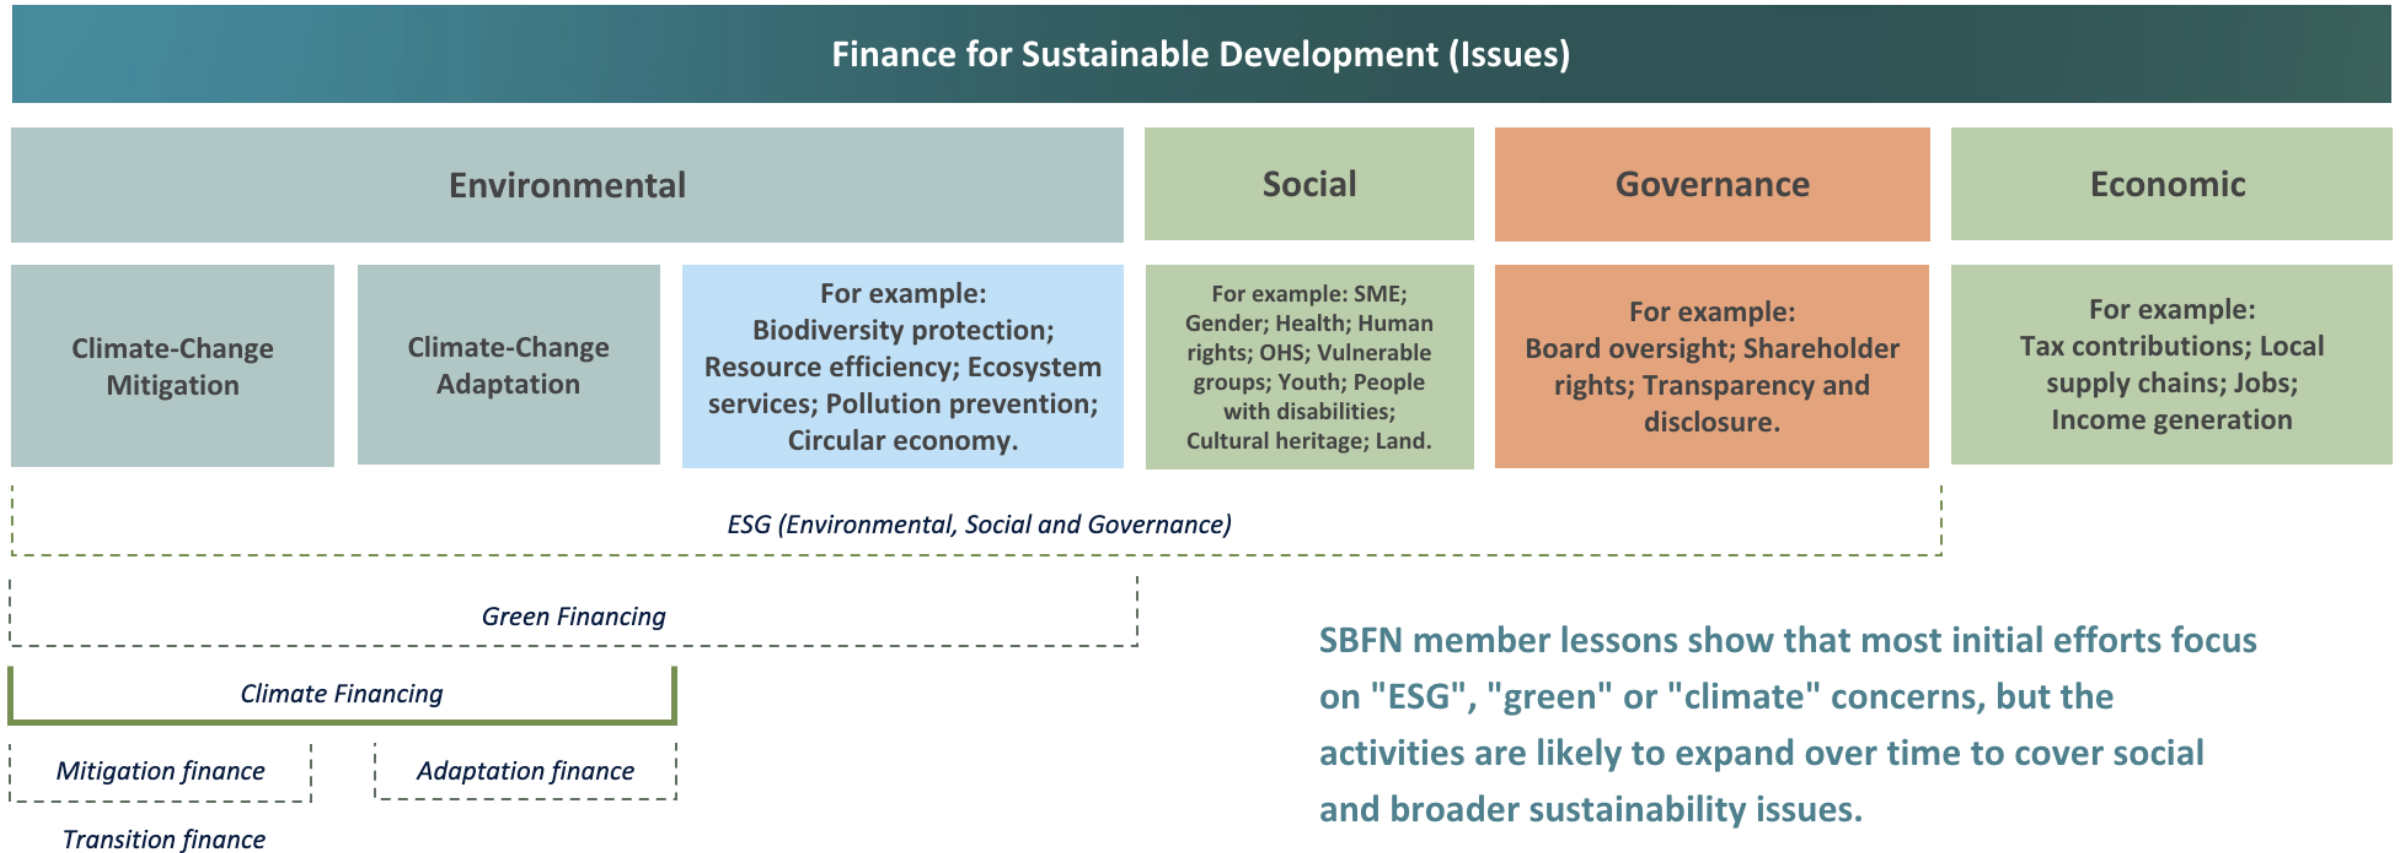 Finance for Sustainable Development (Issues)
Environmental
Social
Governance
Economic
Climate-Change
Mitigation
Climate-Change
Adaptation
For example:
Biodiversity protection;
Resource efficiency; Ecosystem
services; Pollution prevention;
Circular economy.
For example: SME;
Gender; Health; Human
rights; OHS; Vulnerable
groups; Youth; People
with disabilities;
Cultural heritage; Land.
For example:
Board oversight; Shareholder
rights; Transparency and
disclosure.
For example:
Tax contributions; Local
supply chains; Jobs;
Income generation
ESG (Environmental, Social and Governance)
Green Financing
Climate Financing
Mitigation finance
Adaptation finance
Transition finance
SBFN member lessons show that most initial efforts focus
on "ESG", "green" or "climate" concerns, but the
activities are likely to expand over time to cover social
and broader sustainability issues.